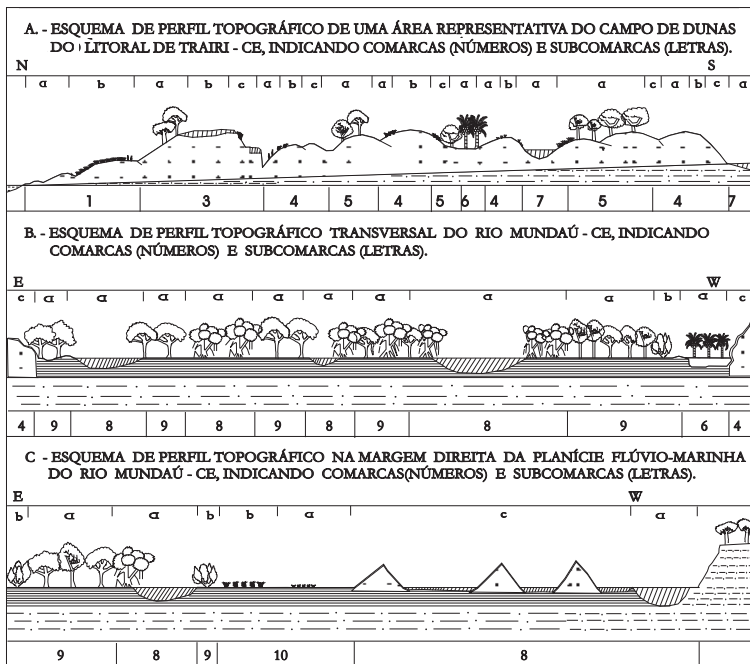 A. - ESQUEMA DE PERFIL TOPOGRÁFICO DE UMA ÁREA REPRESENTATIVA DO CAMPO DE DUNAS
DO LITORAL DE TRAIRI - CE, INDICANDO COMARCAS (NÚMEROS) E SUBCOMARCAS (LETRAS).
N S
a b a b c a b c a a b c a a b a a c a b c a
1 3 4 5 4 5 6 4 7 5 4 7
B. - ESQUEMA DE PERFIL TOPOGRÁFICO TRANSVERSAL DO RIO MUNDAÚ - CE, INDICANDO
COMARCAS (NÚMEROS) E SUBCOMARCAS (LETRAS).
E W
c a a a b b a a a a a b a c
4 9 8 9 8 9 8 9 8 9 6 4
C - ESQUEMA DE PERFIL TOPOGRÁFICO NA MARGEM DIREITA DA PLANÍCIE FLÚVIO-MARINHA
DO RIO MUNDAÚ - CE, INDICANDO COMARCAS(NÚMEROS) E SUBCOMARCAS (LETRAS).
E W
b a a b b a c a
9 8 9 10 8